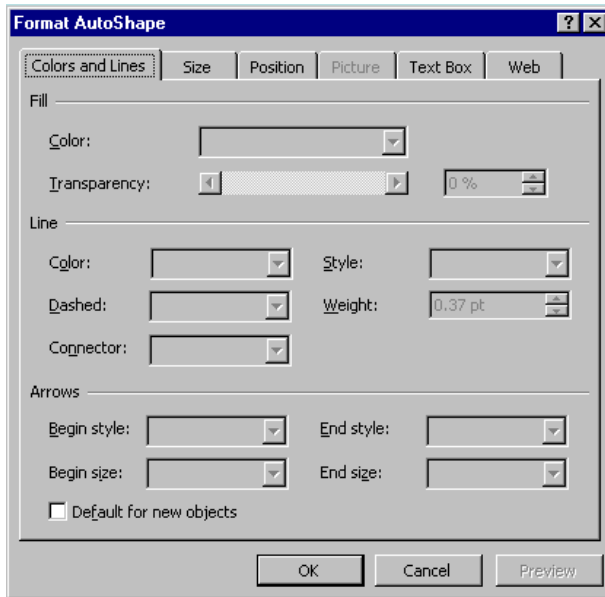 Format AutoShape
Colors and Lines Size Position Picture Text Box Web
Fill
Color:
Transparency: 0 %
Line
Color: Style:
Dashed: Weight: 0.37 pt
Connector:
Arrows
Begin style: End style:
Begin size: End size:
Default for new objects
OK Cancel Preview